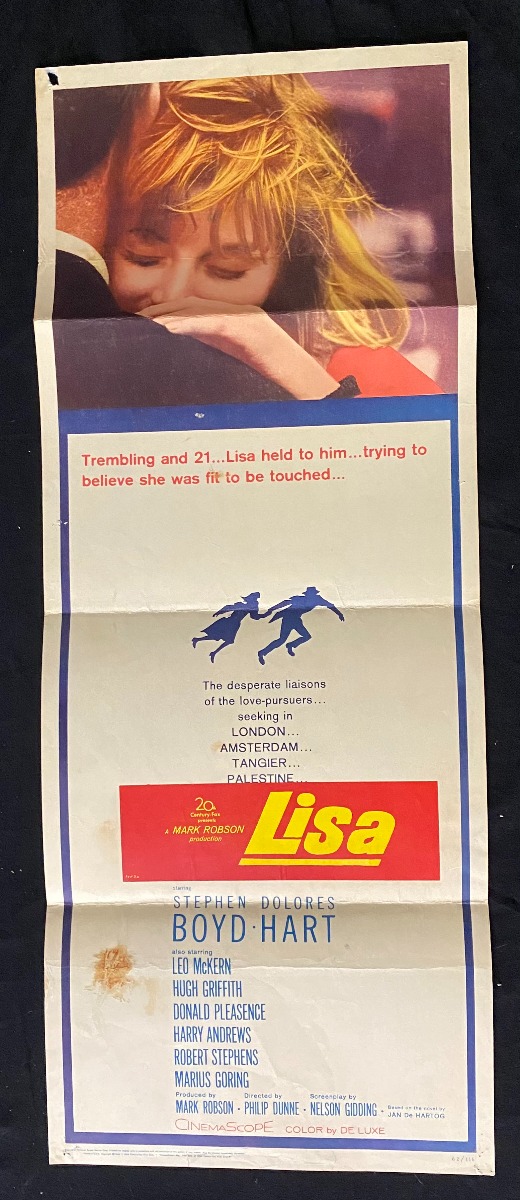 Trembling and 21...Lisa held to him...trying to
believe she was fit to be touched...
The desperate liaisons
of the love-pursuers...
seeking in
LONDON...
AMSTERDAM...
TANGIER...
PALESTINE...
20th
Century-Fox
presents
A MARK ROBSON
production
Lisa
starring
STEPHEN DOLORES
BOYD·HART
also starring
LEO McKERN
HUGH GRIFFITH
DONALD PLEASENCE
HARRY ANDREWS
ROBERT STEPHENS
MARIUS GORING
Produced by Directed by Screenplay by
MARK ROBSON · PHILIP DUNNE · NELSON GIDDING · Based on the novel by JAN De HARTOG
CINEMASCOPE COLOR by DE LUXE
62/116